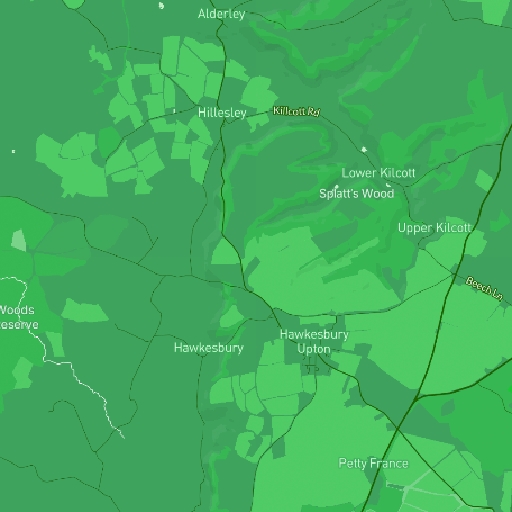 Alderley
Hillesley
Killcott Rd
Lower Kilcott
Splatt's Wood
Upper Kilcott
Beech Ln
Woods
eserve
Hawkesbury
Upton
Hawkesbury
Petty France